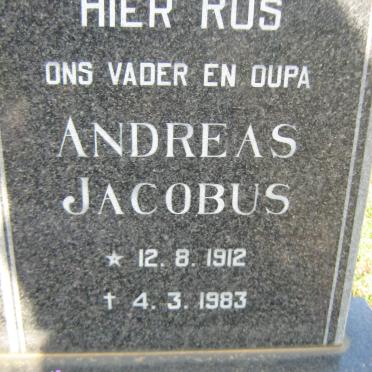 HIER RUS
ONS VADER EN OUPA
ANDREAS
JACOBUS
★ 12. 8. 1912
† 4. 3. 1983